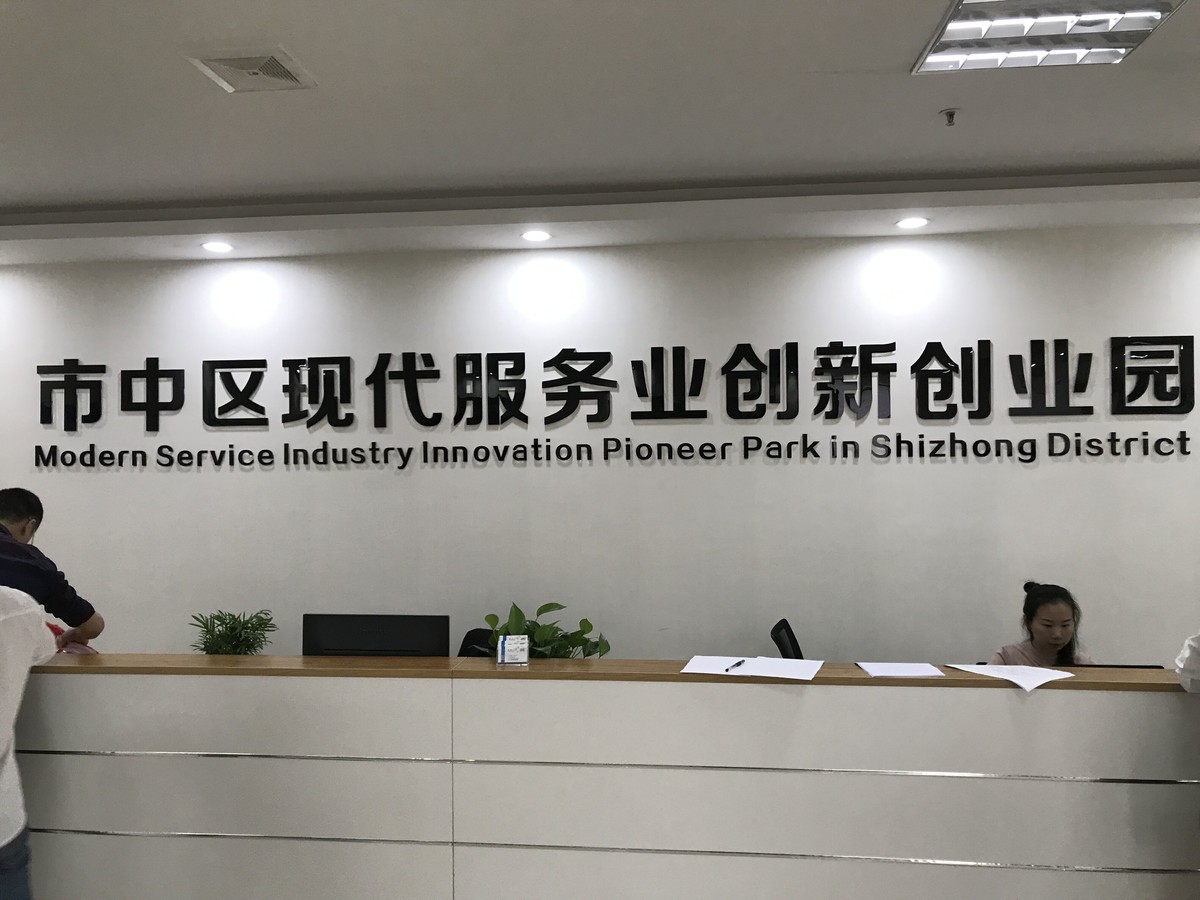 市中区现代服务业创新创业园
Modern Service Industry Innovation Pioneer Park in Shizhong District